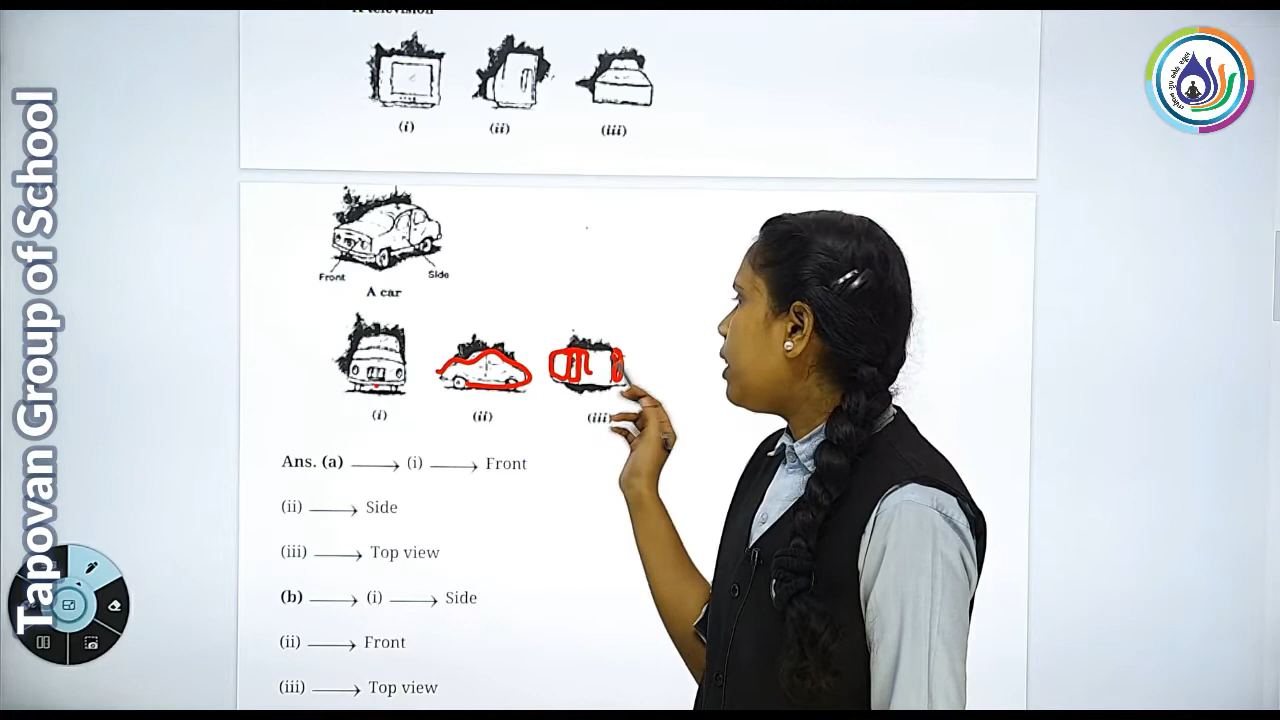 A television
(i)
(ii)
(iii)
Front
Side
A car
(i)
(ii)
(iii)
Ans. (a) ⟶ (i) ⟶ Front
(ii) ⟶ Side
(iii) ⟶ Top view
(b) ⟶ (i) ⟶ Side
(ii) ⟶ Front
(iii) ⟶ Top view
Tapovan Group of School